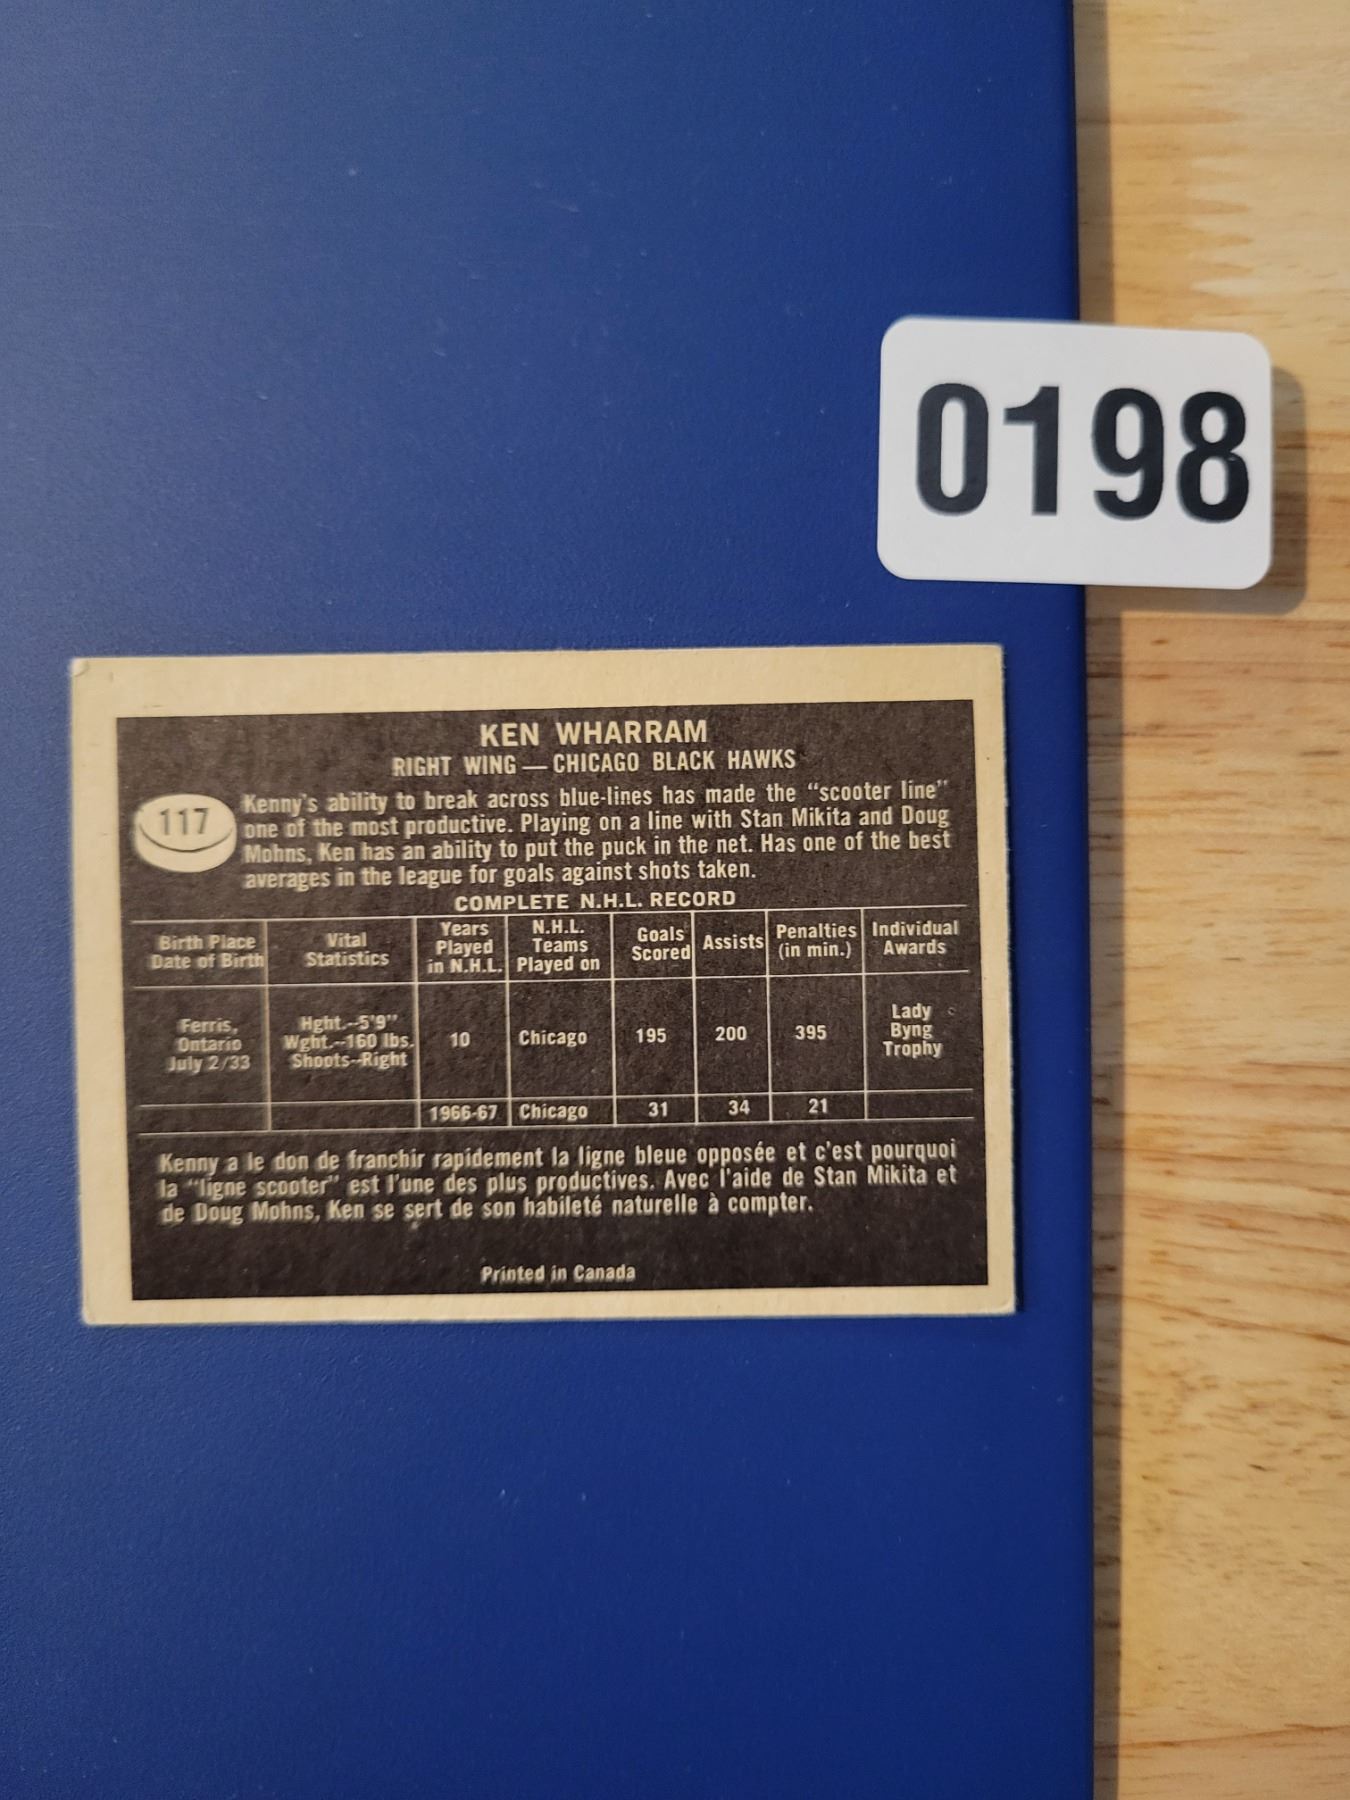 0198
KEN WHARRAM
RIGHT WING — CHICAGO BLACK HAWKS
117
Kenny's ability to break across blue-lines has made the "scooter line"
one of the most productive. Playing on a line with Stan Mikita and Doug
Mohns, Ken has an ability to put the puck in the net. Has one of the best
averages in the league for goals against shots taken.
COMPLETE N.H.L. RECORD
Birth Place
Date of Birth
Vital
Statistics
Years
Played
in N.H.L.
N.H.L.
Teams
Played on
Goals
Scored
Assists
Penalties
(in min.)
Individual
Awards
Ferris,
Ontario
July 2/33
Hght.--5'9"
Wght.--160 lbs.
Shoots--Right
10
Chicago
195
200
395
Lady
Byng
Trophy
1966-67
Chicago
31
34
21
Kenny a le don de franchir rapidement la ligne bleue opposée et c'est pourquoi
la "ligne scooter" est l'une des plus productives. Avec l'aide de Stan Mikita et
de Doug Mohns, Ken se sert de son habileté naturelle à compter.
Printed in Canada